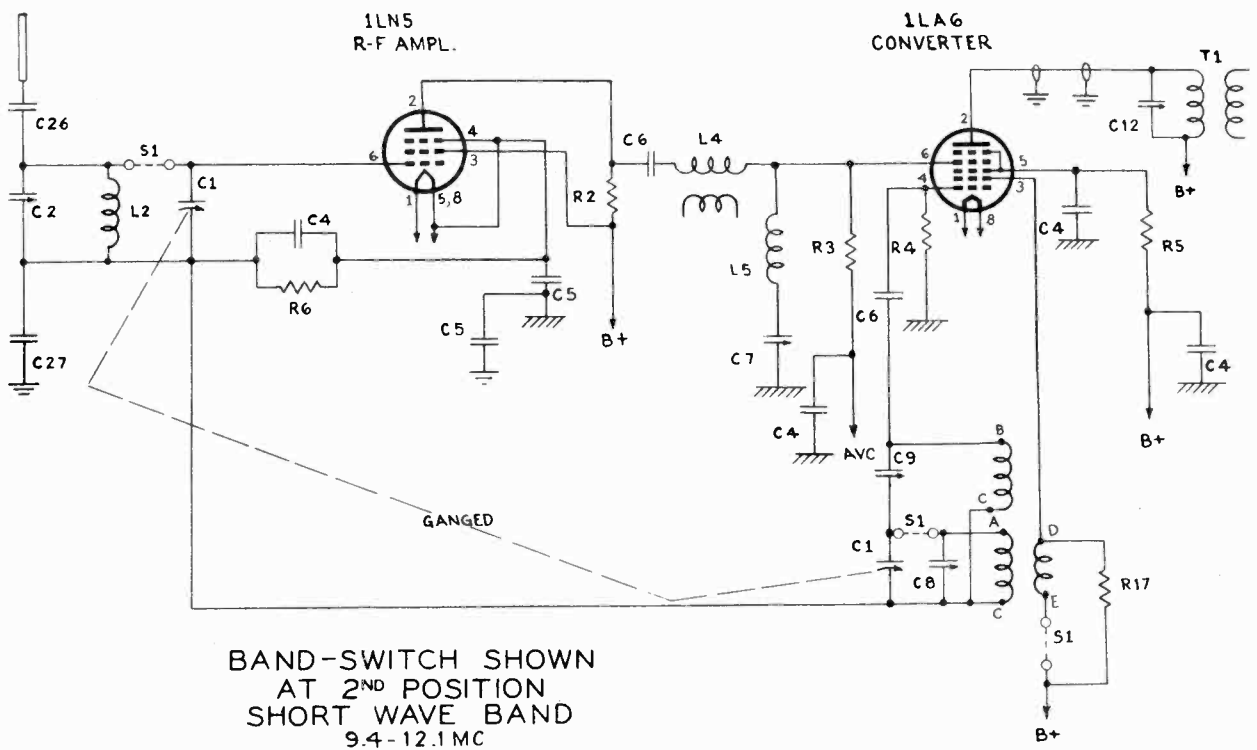 1LN5
R-F AMPL.
1LA6
CONVERTER
T1
C26
S1
C1
C2
L2
C4
R6
C27
C5
C5
2
4
3
6
1
5,8
R2
B+
C6
L4
L5
C7
R3
C4
AVC
2
6
4
5
3
1
8
R4
C6
C4
R5
C12
B+
C4
B+
C9
B
C
A
S1
C1
C8
C
D
E
R17
S1
B+
GANGED
BAND-SWITCH SHOWN
AT 2ND POSITION
SHORT WAVE BAND
9.4-12.1 MC